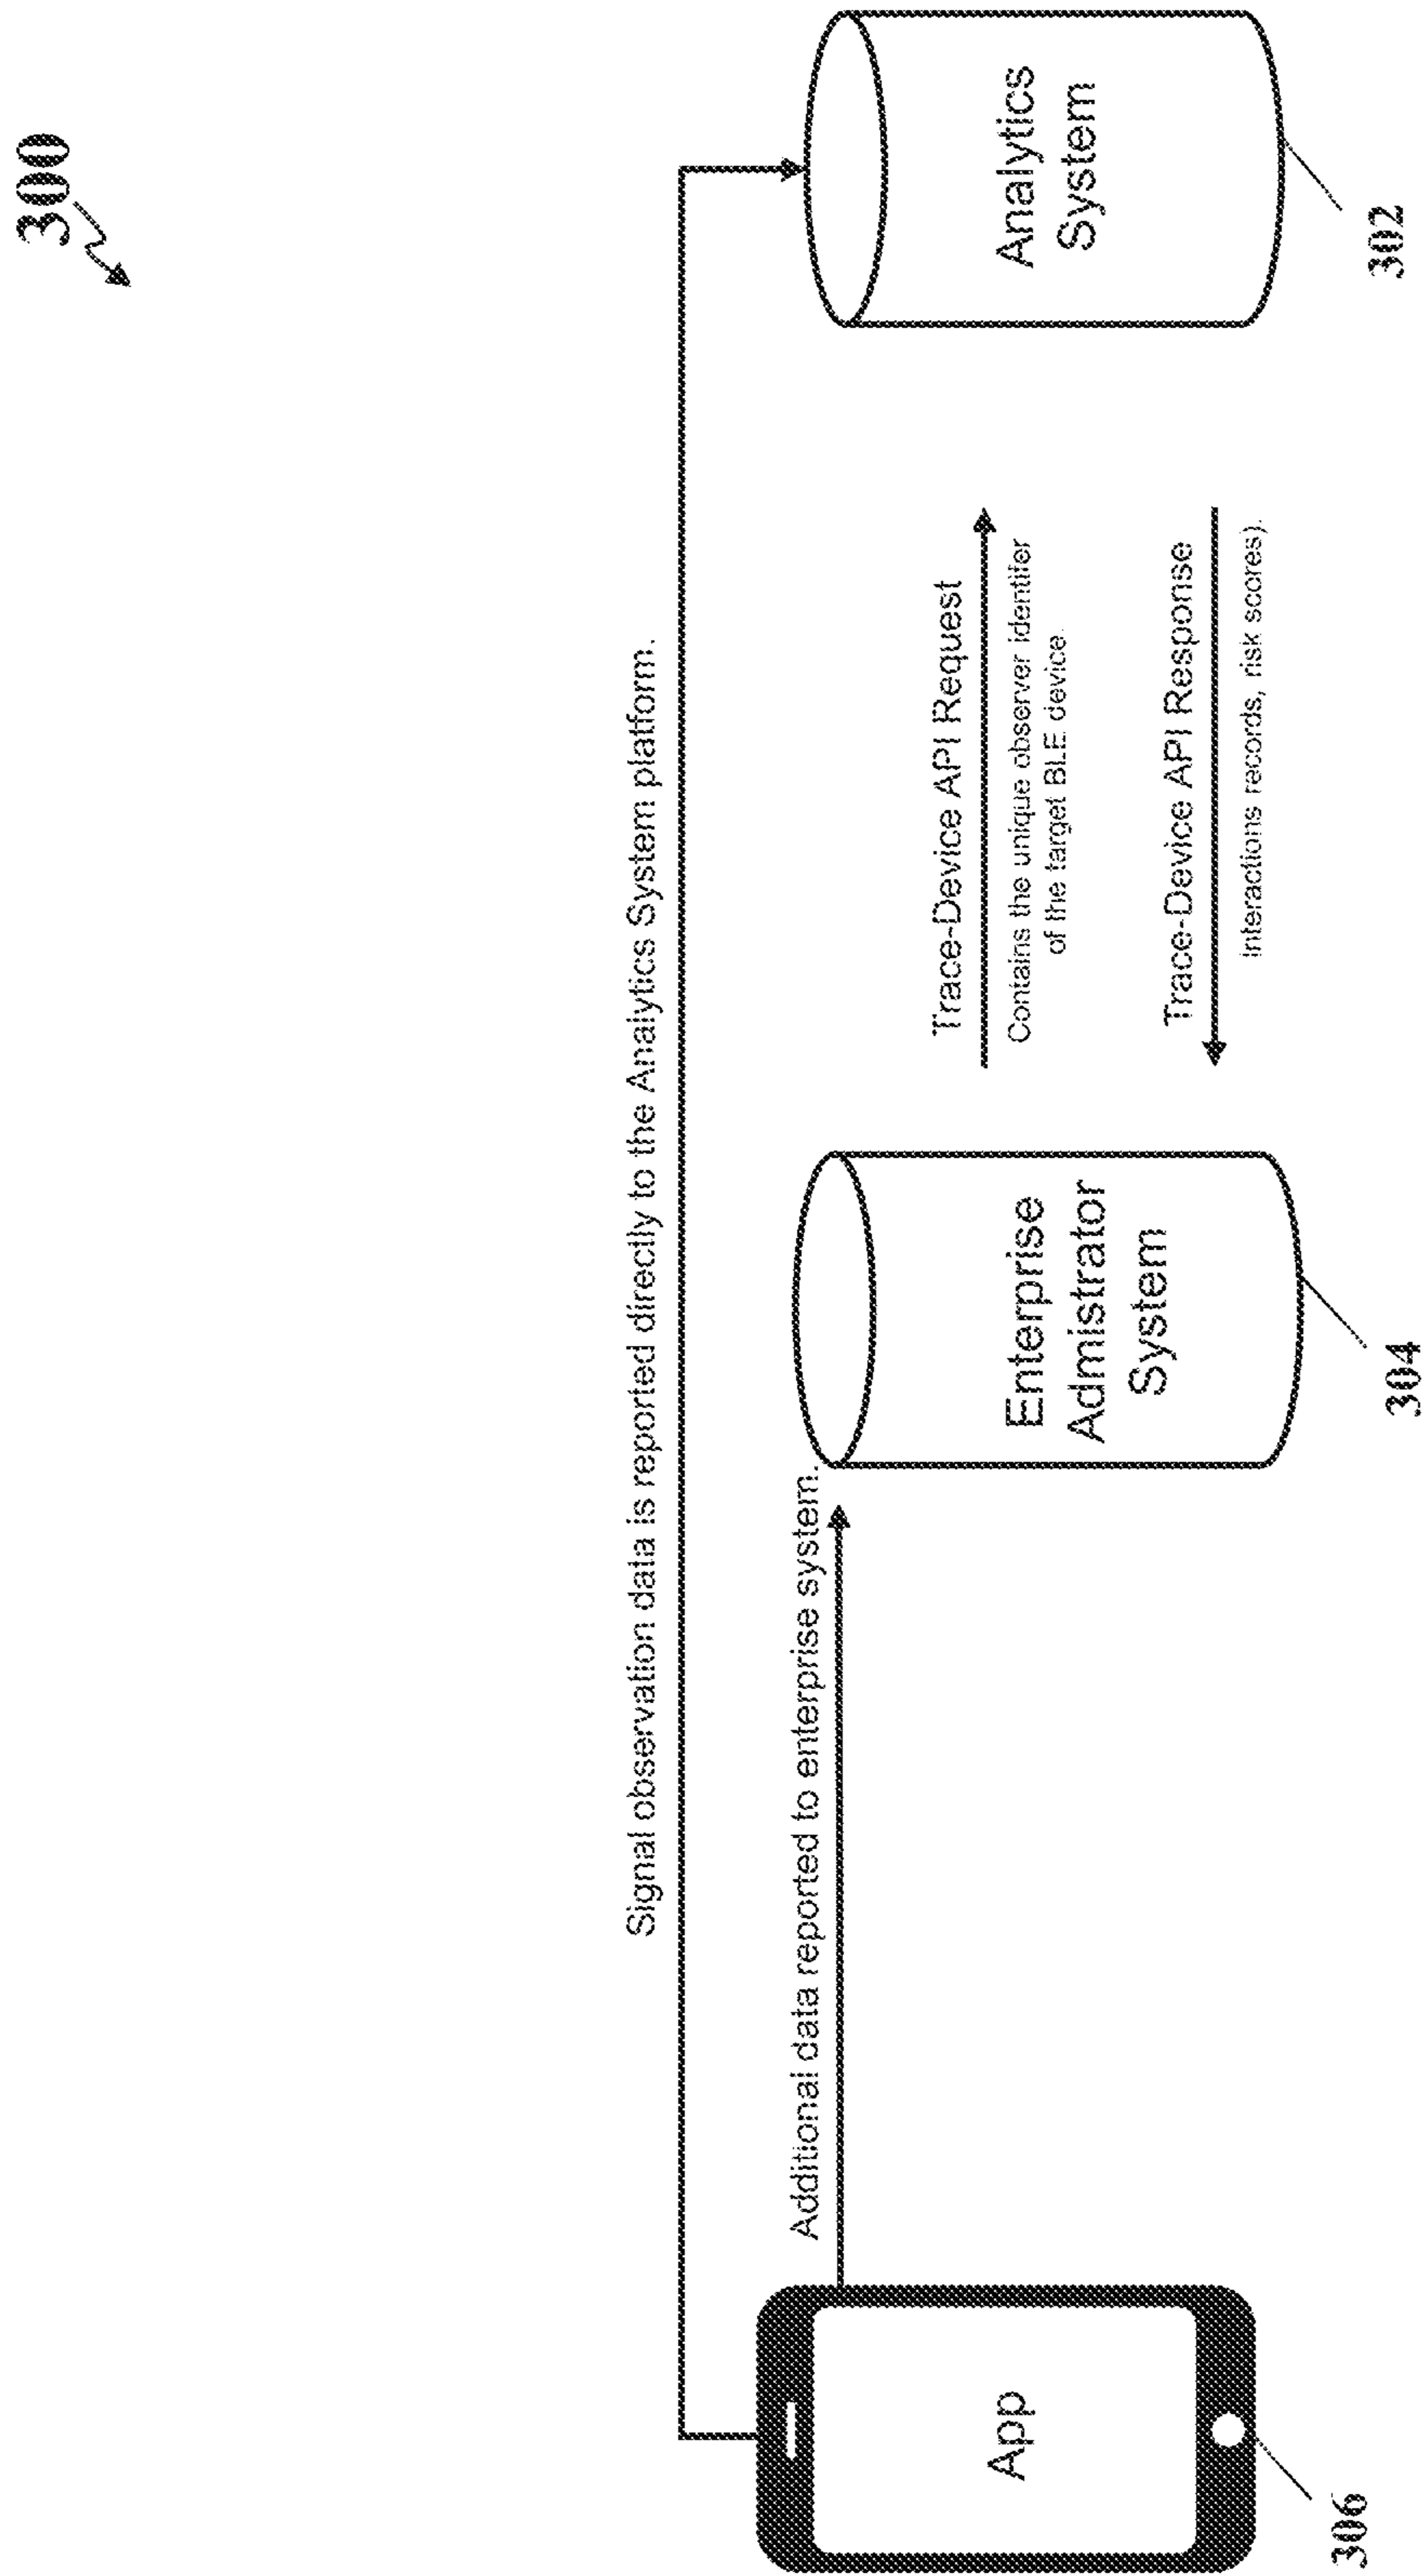 300
Signal observation data is reported directly to the Analytics System platform.
Additional data reported to enterprise system.
App
306
Enterprise
Admistrator
System
304
Trace-Device API Request
Contains the unique observer identifer
of the target BLE device.
Trace-Device API Response
Interactions records, risk scores).
Analytics
System
302